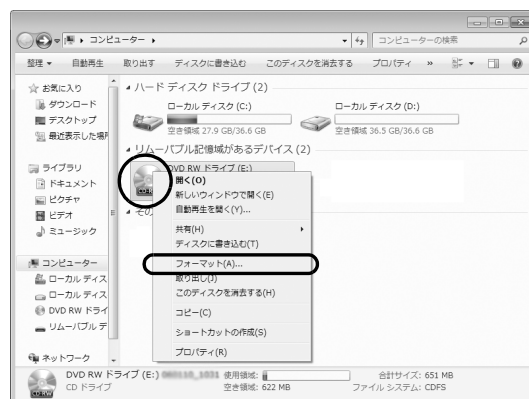 コンピューター
コンピューターの検索
整理 自動再生 取り出す ディスクに書き込む このディスクを消去する プロパティ »
お気に入り
ダウンロード
デスクトップ
最近表示した場所
ライブラリ
ドキュメント
ピクチャ
ビデオ
ミュージック
コンピューター
ローカル ディス
ローカル ディス
DVD RW ドライ
リムーバブル デ
ネットワーク
ハード ディスク ドライブ (2)
ローカル ディスク (C:)
空き領域 27.9 GB/36.6 GB
ローカル ディスク (D:)
空き領域 36.5 GB/36.6 GB
リムーバブル記憶域があるデバイス (2)
DVD RW ドライブ (E:)
CD-R
その
開く(O)
新しいウィンドウで開く(E)
自動再生を開く(Y)...
共有(H)
ディスクに書き込む(T)
フォーマット(A)...
取り出し(J)
このディスクを消去する(H)
コピー(C)
ショートカットの作成(S)
プロパティ(R)
DVD RW ドライブ (E:) 使用領域: 合計サイズ: 651 MB
CD ドライブ 空き領域: 622 MB ファイル システム: CDFS